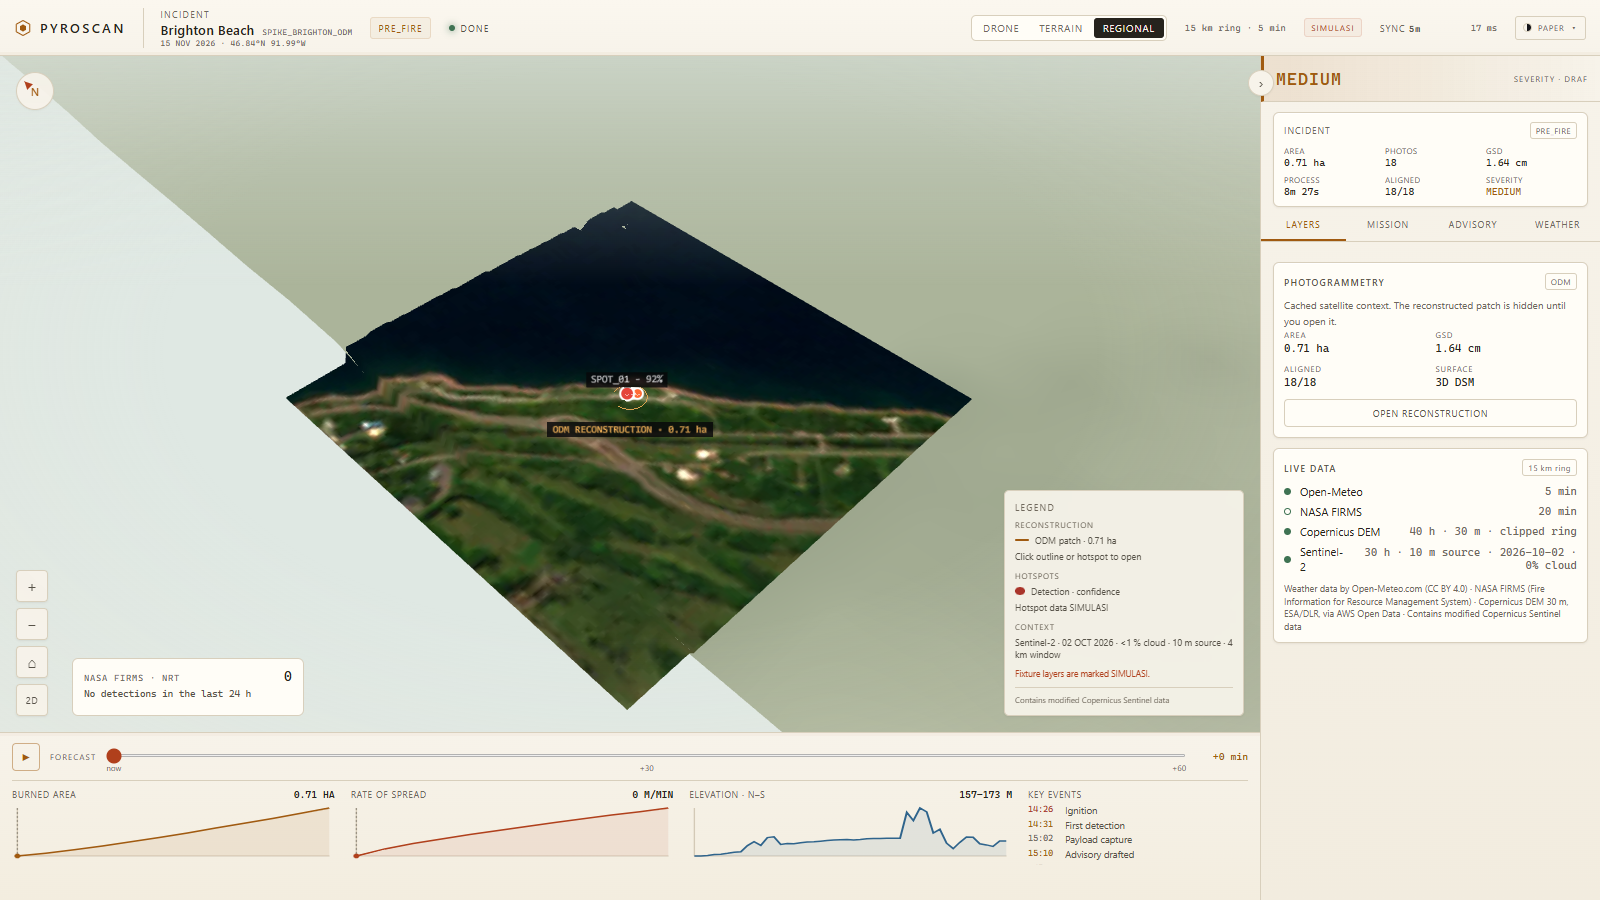 PYROSCAN
INCIDENT
Brighton Beach SPIKE_BRIGHTON_ODM
15 NOV 2026 · 46.84°N 91.99°W
PRE_FIRE
DONE
DRONE TERRAIN REGIONAL
15 km ring · 5 min
SIMULASI
SYNC 5m
17 ms
PAPER
N
SPOT_01 - 92%
ODM RECONSTRUCTION · 0.71 ha
+
−
2D
NASA FIRMS · NRT 0
No detections in the last 24 h
LEGEND
RECONSTRUCTION
ODM patch · 0.71 ha
Click outline or hotspot to open
HOTSPOTS
Detection · confidence
Hotspot data SIMULASI
CONTEXT
Sentinel-2 · 02 OCT 2026 · <1 % cloud · 10 m source · 4
km window
Fixture layers are marked SIMULASI.
Contains modified Copernicus Sentinel data
FORECAST
now
+30
+60
+0 min
BURNED AREA 0.71 HA
RATE OF SPREAD 0 M/MIN
ELEVATION · N–S 157–173 M
KEY EVENTS
14:26 Ignition
14:31 First detection
15:02 Payload capture
15:10 Advisory drafted
MEDIUM
SEVERITY · DRAF
INCIDENT
PRE_FIRE
AREA PHOTOS GSD
0.71 ha 18 1.64 cm
PROCESS ALIGNED SEVERITY
8m 27s 18/18 MEDIUM
LAYERS MISSION ADVISORY WEATHER
PHOTOGRAMMETRY
ODM
Cached satellite context. The reconstructed patch is hidden until
you open it.
AREA GSD
0.71 ha 1.64 cm
ALIGNED SURFACE
18/18 3D DSM
OPEN RECONSTRUCTION
LIVE DATA
15 km ring
Open-Meteo 5 min
NASA FIRMS 20 min
Copernicus DEM 40 h · 30 m · clipped ring
Sentinel- 30 h · 10 m source · 2026-10-02 ·
2 0% cloud
Weather data by Open-Meteo.com (CC BY 4.0) · NASA FIRMS (Fire
Information for Resource Management System) · Copernicus DEM 30 m,
ESA/DLR, via AWS Open Data · Contains modified Copernicus Sentinel
data